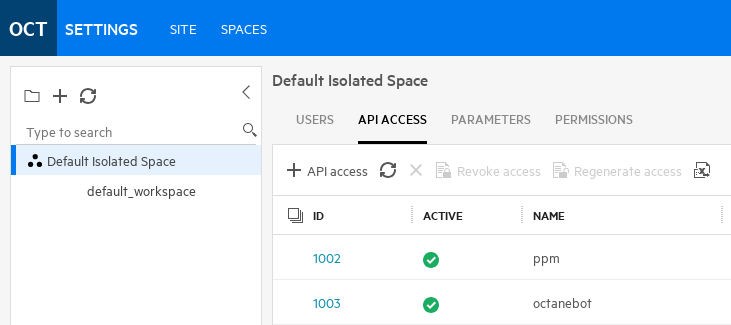 OCT SETTINGS SITE SPACES
Default Isolated Space
USERS API ACCESS PARAMETERS PERMISSIONS
Type to search
Default Isolated Space
default_workspace
API access Revoke access Regenerate access
ID ACTIVE NAME
1002 ppm
1003 octanebot